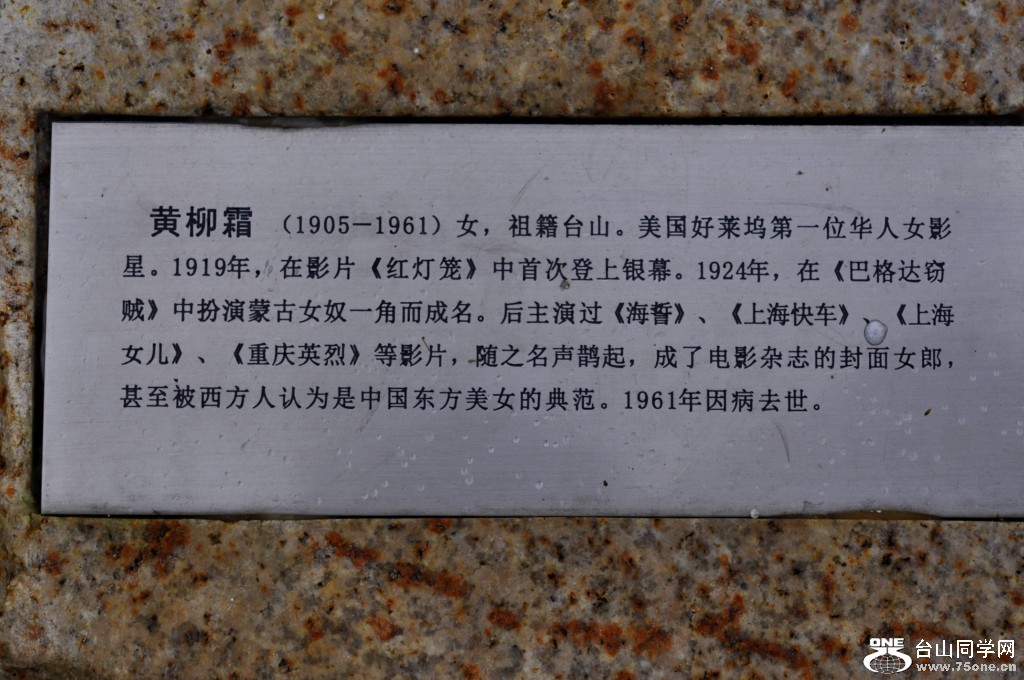 黄柳霜 （1905－1961）女，祖籍台山。美国好莱坞第一位华人女影
星。1919年，在影片《红灯笼》中首次登上银幕。1924年，在《巴格达窃
贼》中扮演蒙古女奴一角而成名。后主演过《海誓》、《上海快车》、《上海
女儿》、《重庆英烈》等影片，随之名声鹊起，成了电影杂志的封面女郎，
甚至被西方人认为是中国东方美女的典范。1961年因病去世。
ONE 台山同学网
www.75one.cn